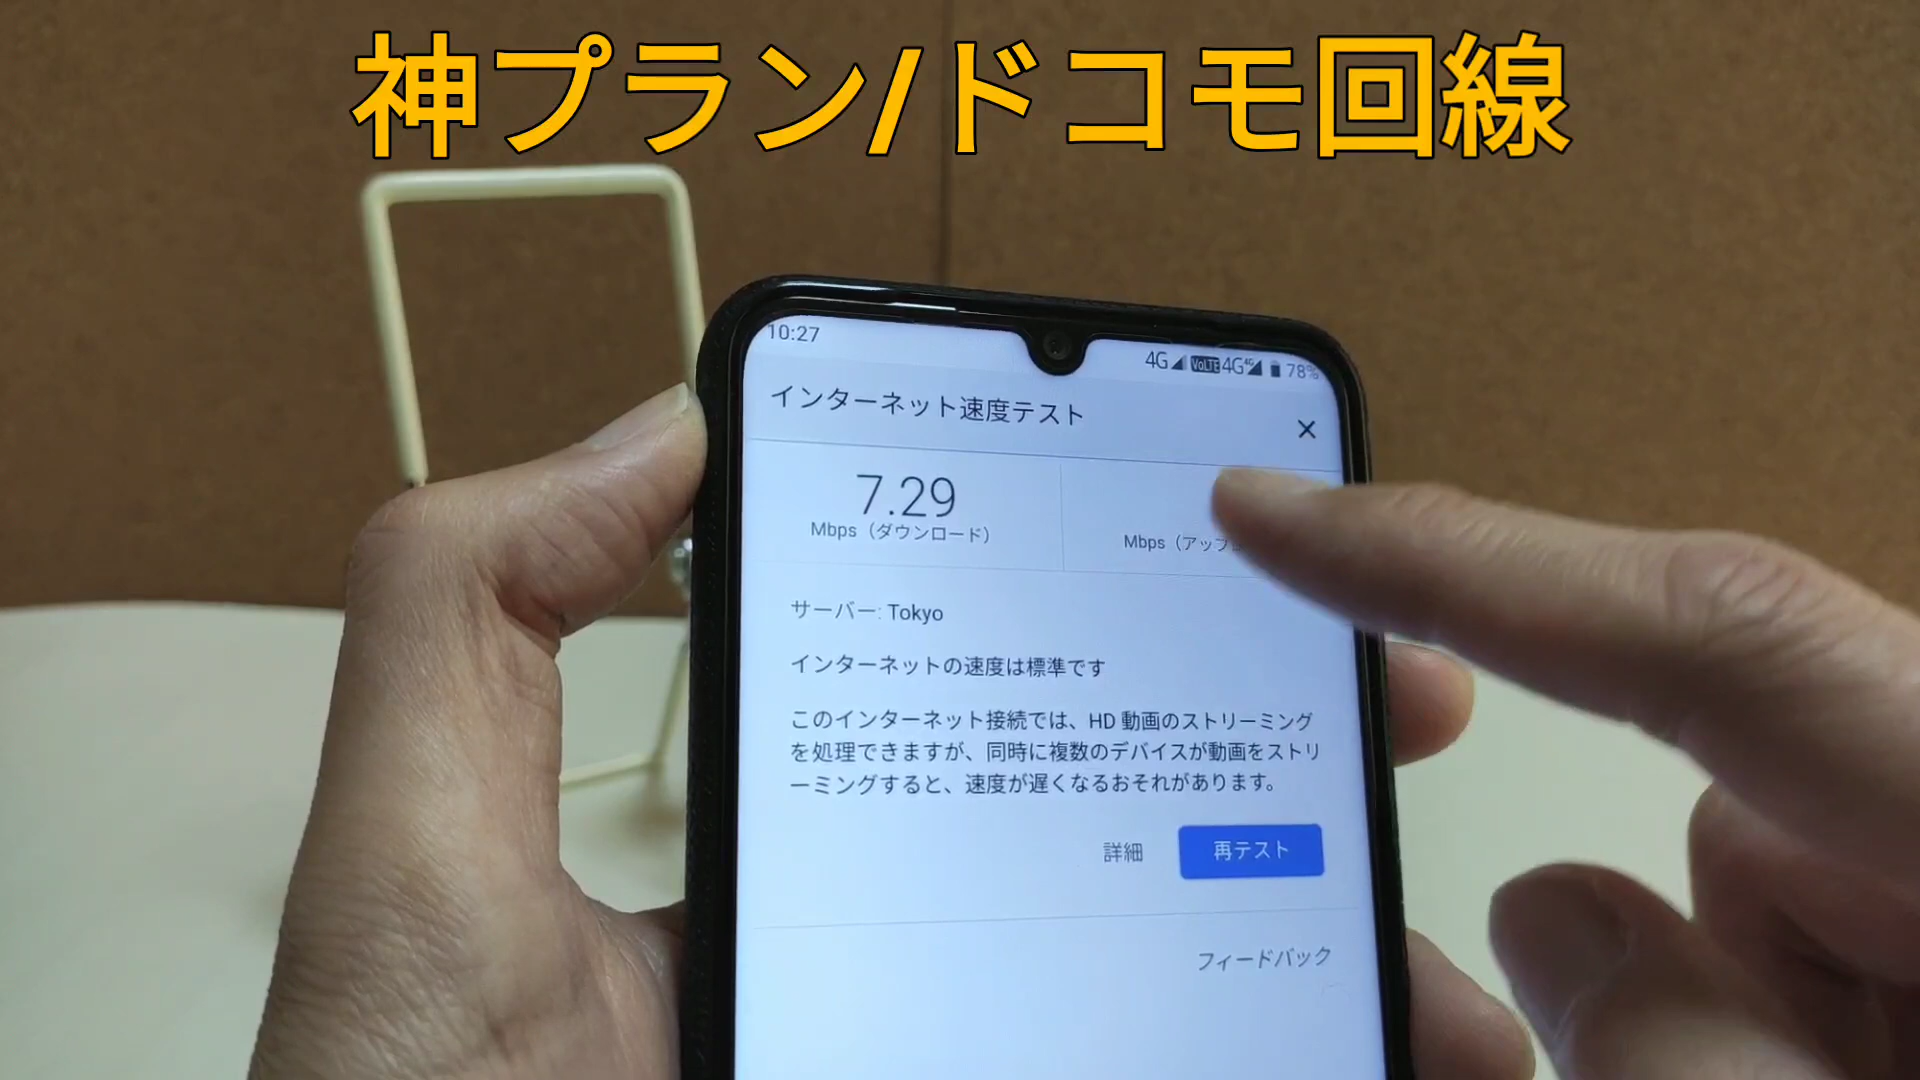 神プラン/ドコモ回線
10:27
4G VoLTE 4G 4G 78%
インターネット速度テスト
7.29
Mbps（ダウンロード）
Mbps（アップ
サーバー: Tokyo
インターネットの速度は標準です
このインターネット接続では、HD 動画のストリーミング
を処理できますが、同時に複数のデバイスが動画をストリ
ーミングすると、速度が遅くなるおそれがあります。
詳細
再テスト
フィードバック